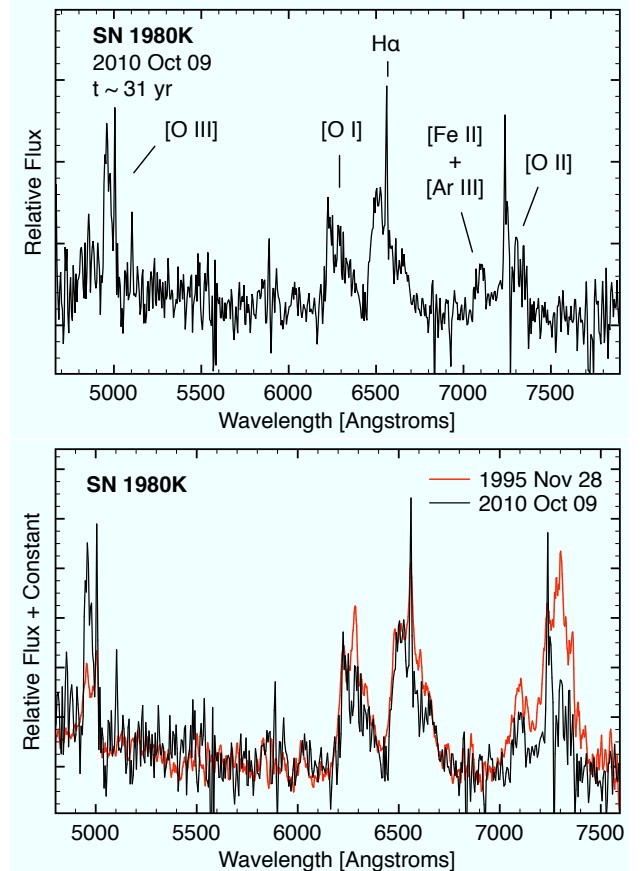 SN 1980K
2010 Oct 09
t ~ 31 yr
Hα
[O III]
[O I]
[Fe II]
+
[Ar III]
[O II]
Relative Flux
5000 5500 6000 6500 7000 7500
Wavelength [Angstroms]
SN 1980K
1995 Nov 28
2010 Oct 09
Relative Flux + Constant
5000 5500 6000 6500 7000 7500
Wavelength [Angstroms]